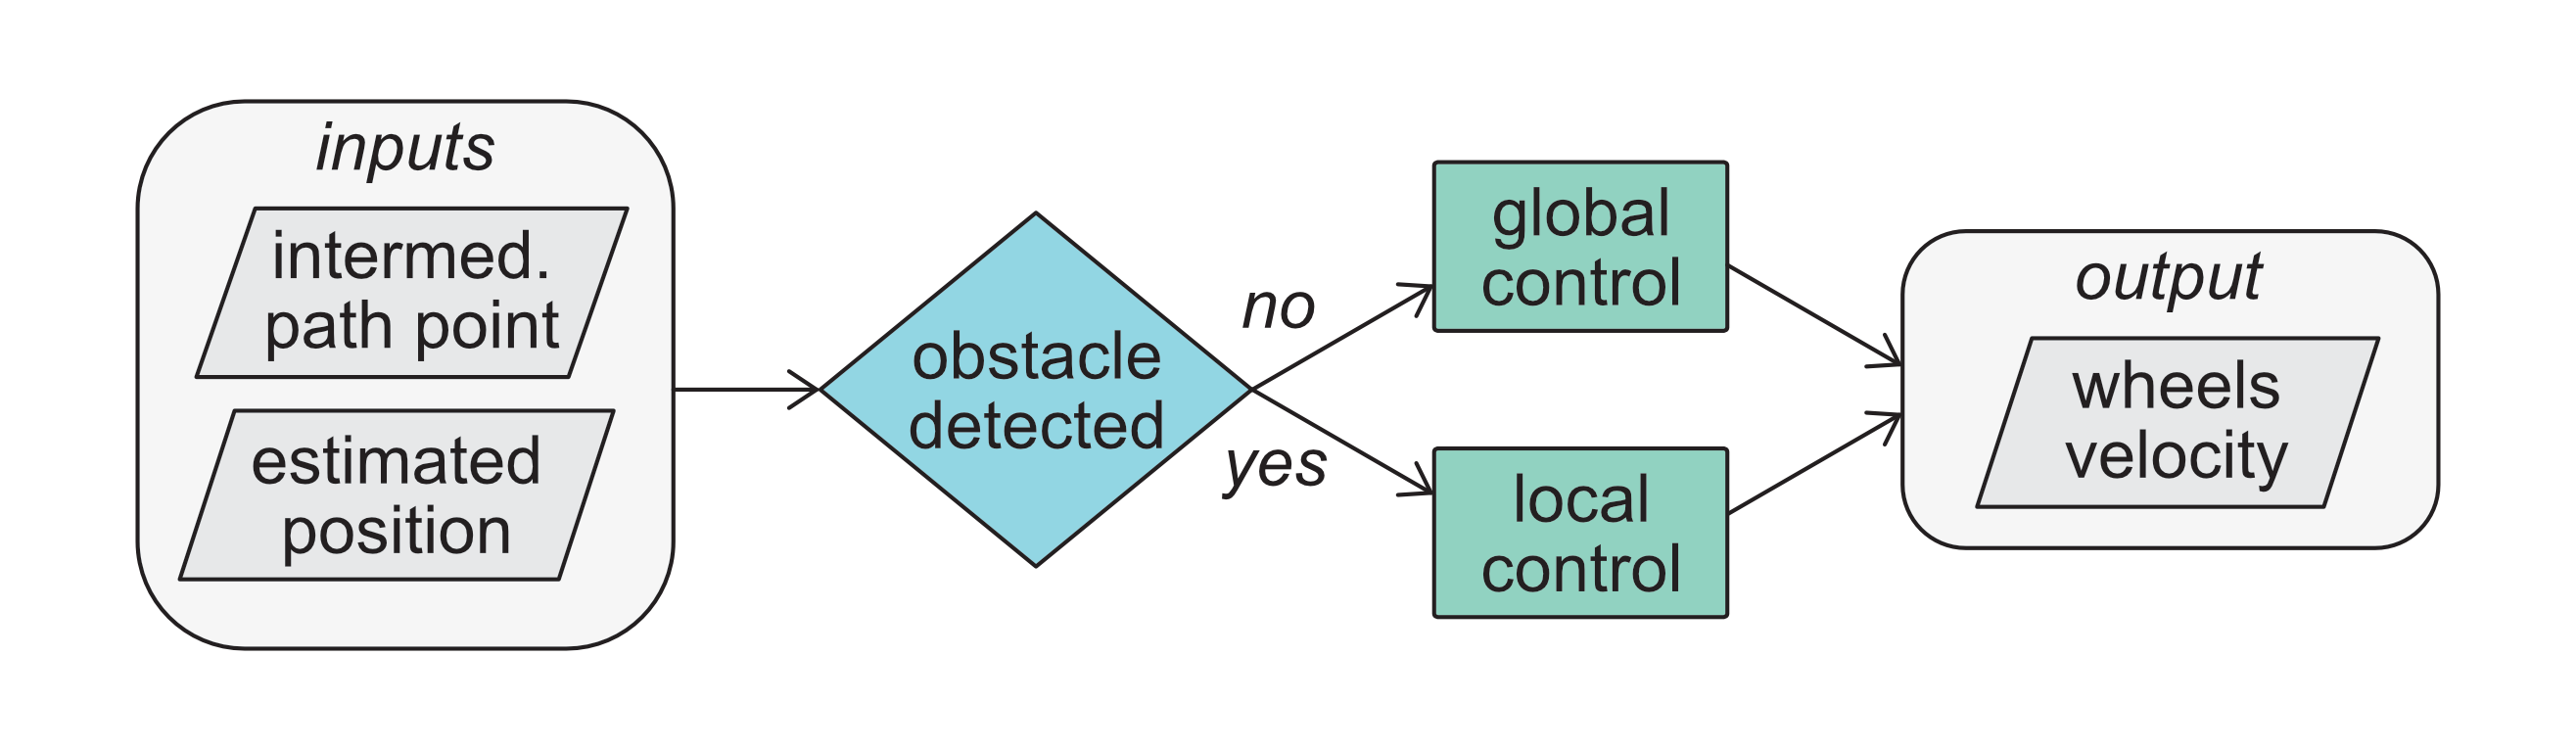 inputs
intermed.
path point
estimated
position
obstacle
detected
no
yes
global
control
local
control
output
wheels
velocity